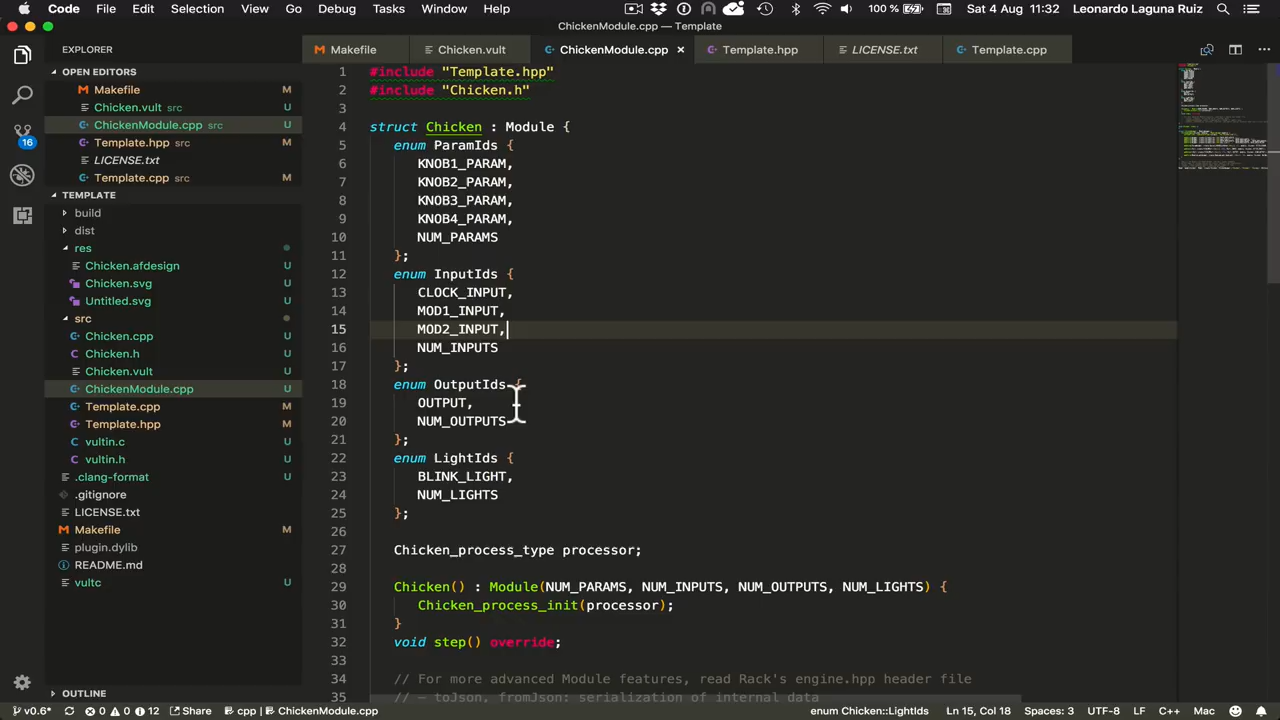 Code File Edit Selection View Go Debug Tasks Window Help 100 % Sat 4 Aug 11:32 Leonardo Laguna Ruiz
ChickenModule.cpp — Template
EXPLORER
Makefile Chicken.vult ChickenModule.cpp × Template.hpp LICENSE.txt Template.cpp
OPEN EDITORS
Makefile M
Chicken.vult src U
ChickenModule.cpp src U
Template.hpp src M
LICENSE.txt
Template.cpp src M
TEMPLATE
build
dist
res
Chicken.afdesign U
Chicken.svg U
Untitled.svg U
src
Chicken.cpp U
Chicken.h U
Chicken.vult U
ChickenModule.cpp U
Template.cpp M
Template.hpp M
vultin.c U
vultin.h U
.clang-format U
.gitignore
LICENSE.txt
Makefile M
plugin.dylib
README.md
vultc U
OUTLINE
16
1 #include "Template.hpp"
2 #include "Chicken.h"
3
4 struct Chicken : Module {
5 enum ParamIds {
6 KNOB1_PARAM,
7 KNOB2_PARAM,
8 KNOB3_PARAM,
9 KNOB4_PARAM,
10 NUM_PARAMS
11 };
12 enum InputIds {
13 CLOCK_INPUT,
14 MOD1_INPUT,
15 MOD2_INPUT,
16 NUM_INPUTS
17 };
18 enum OutputIds {
19 OUTPUT,
20 NUM_OUTPUTS
21 };
22 enum LightIds {
23 BLINK_LIGHT,
24 NUM_LIGHTS
25 };
26
27 Chicken_process_type processor;
28
29 Chicken() : Module(NUM_PARAMS, NUM_INPUTS, NUM_OUTPUTS, NUM_LIGHTS) {
30 Chicken_process_init(processor);
31 }
32 void step() override;
33
34 // For more advanced Module features, read Rack's engine.hpp header file
35 // – toJson, fromJson: serialization of internal data
v0.6* 0 0 12 Share cpp | ChickenModule.cpp enum Chicken::LightIds Ln 15, Col 18 Spaces: 3 UTF-8 LF C++ Mac